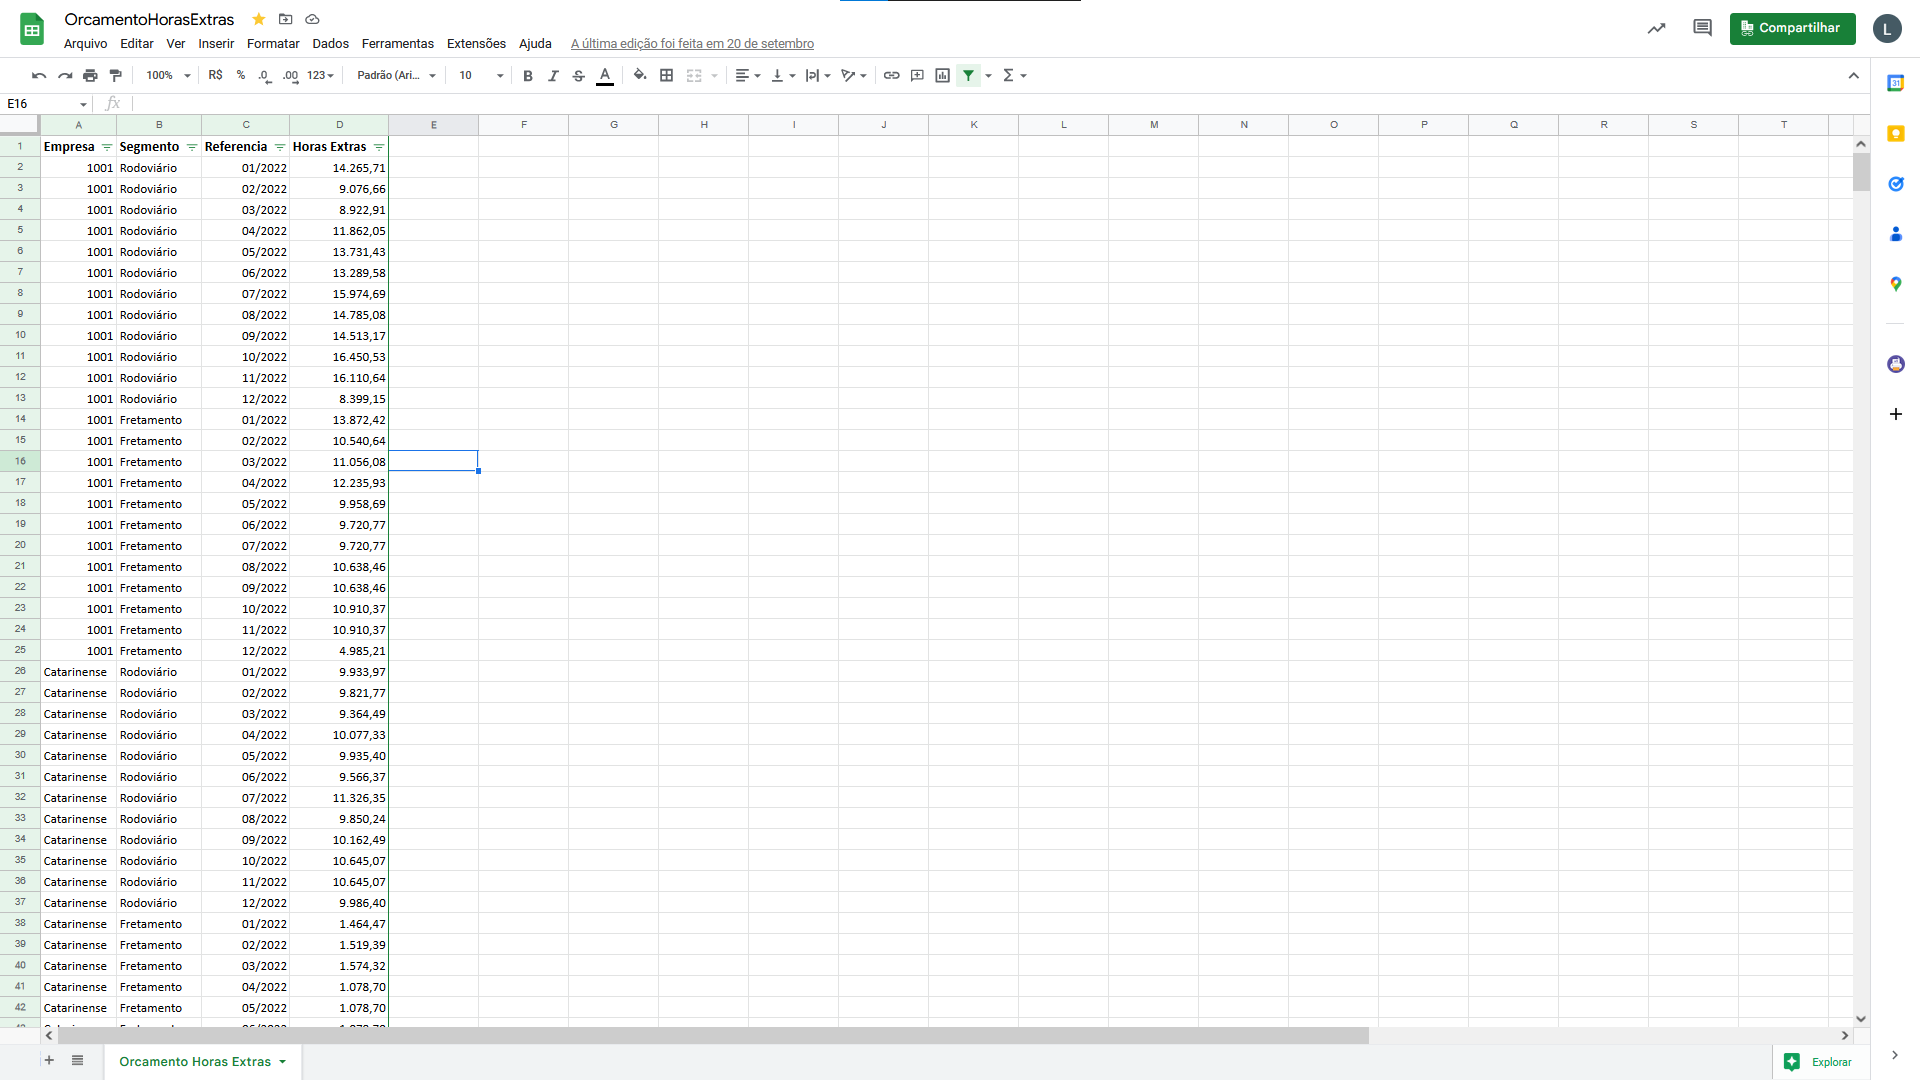 OrcamentoHorasExtras
Arquivo Editar Ver Inserir Formatar Dados Ferramentas Extensões Ajuda A última edição foi feita em 20 de setembro
Compartilhar
L
100% R$ % .0 .00 123 Padrão (Ari... 10 B I S A
31
E16 fx
A B C D E F G H I J K L M N O P Q R S T
1 Empresa Segmento Referencia Horas Extras
2 1001 Rodoviário 01/2022 14.265,71
3 1001 Rodoviário 02/2022 9.076,66
4 1001 Rodoviário 03/2022 8.922,91
5 1001 Rodoviário 04/2022 11.862,05
6 1001 Rodoviário 05/2022 13.731,43
7 1001 Rodoviário 06/2022 13.289,58
8 1001 Rodoviário 07/2022 15.974,69
9 1001 Rodoviário 08/2022 14.785,08
10 1001 Rodoviário 09/2022 14.513,17
11 1001 Rodoviário 10/2022 16.450,53
12 1001 Rodoviário 11/2022 16.110,64
13 1001 Rodoviário 12/2022 8.399,15
14 1001 Fretamento 01/2022 13.872,42
15 1001 Fretamento 02/2022 10.540,64
16 1001 Fretamento 03/2022 11.056,08
17 1001 Fretamento 04/2022 12.235,93
18 1001 Fretamento 05/2022 9.958,69
19 1001 Fretamento 06/2022 9.720,77
20 1001 Fretamento 07/2022 9.720,77
21 1001 Fretamento 08/2022 10.638,46
22 1001 Fretamento 09/2022 10.638,46
23 1001 Fretamento 10/2022 10.910,37
24 1001 Fretamento 11/2022 10.910,37
25 1001 Fretamento 12/2022 4.985,21
26 Catarinense Rodoviário 01/2022 9.933,97
27 Catarinense Rodoviário 02/2022 9.821,77
28 Catarinense Rodoviário 03/2022 9.364,49
29 Catarinense Rodoviário 04/2022 10.077,33
30 Catarinense Rodoviário 05/2022 9.935,40
31 Catarinense Rodoviário 06/2022 9.566,37
32 Catarinense Rodoviário 07/2022 11.326,35
33 Catarinense Rodoviário 08/2022 9.850,24
34 Catarinense Rodoviário 09/2022 10.162,49
35 Catarinense Rodoviário 10/2022 10.645,07
36 Catarinense Rodoviário 11/2022 10.645,07
37 Catarinense Rodoviário 12/2022 9.986,40
38 Catarinense Fretamento 01/2022 1.464,47
39 Catarinense Fretamento 02/2022 1.519,39
40 Catarinense Fretamento 03/2022 1.574,32
41 Catarinense Fretamento 04/2022 1.078,70
42 Catarinense Fretamento 05/2022 1.078,70
Orcamento Horas Extras
Explorar